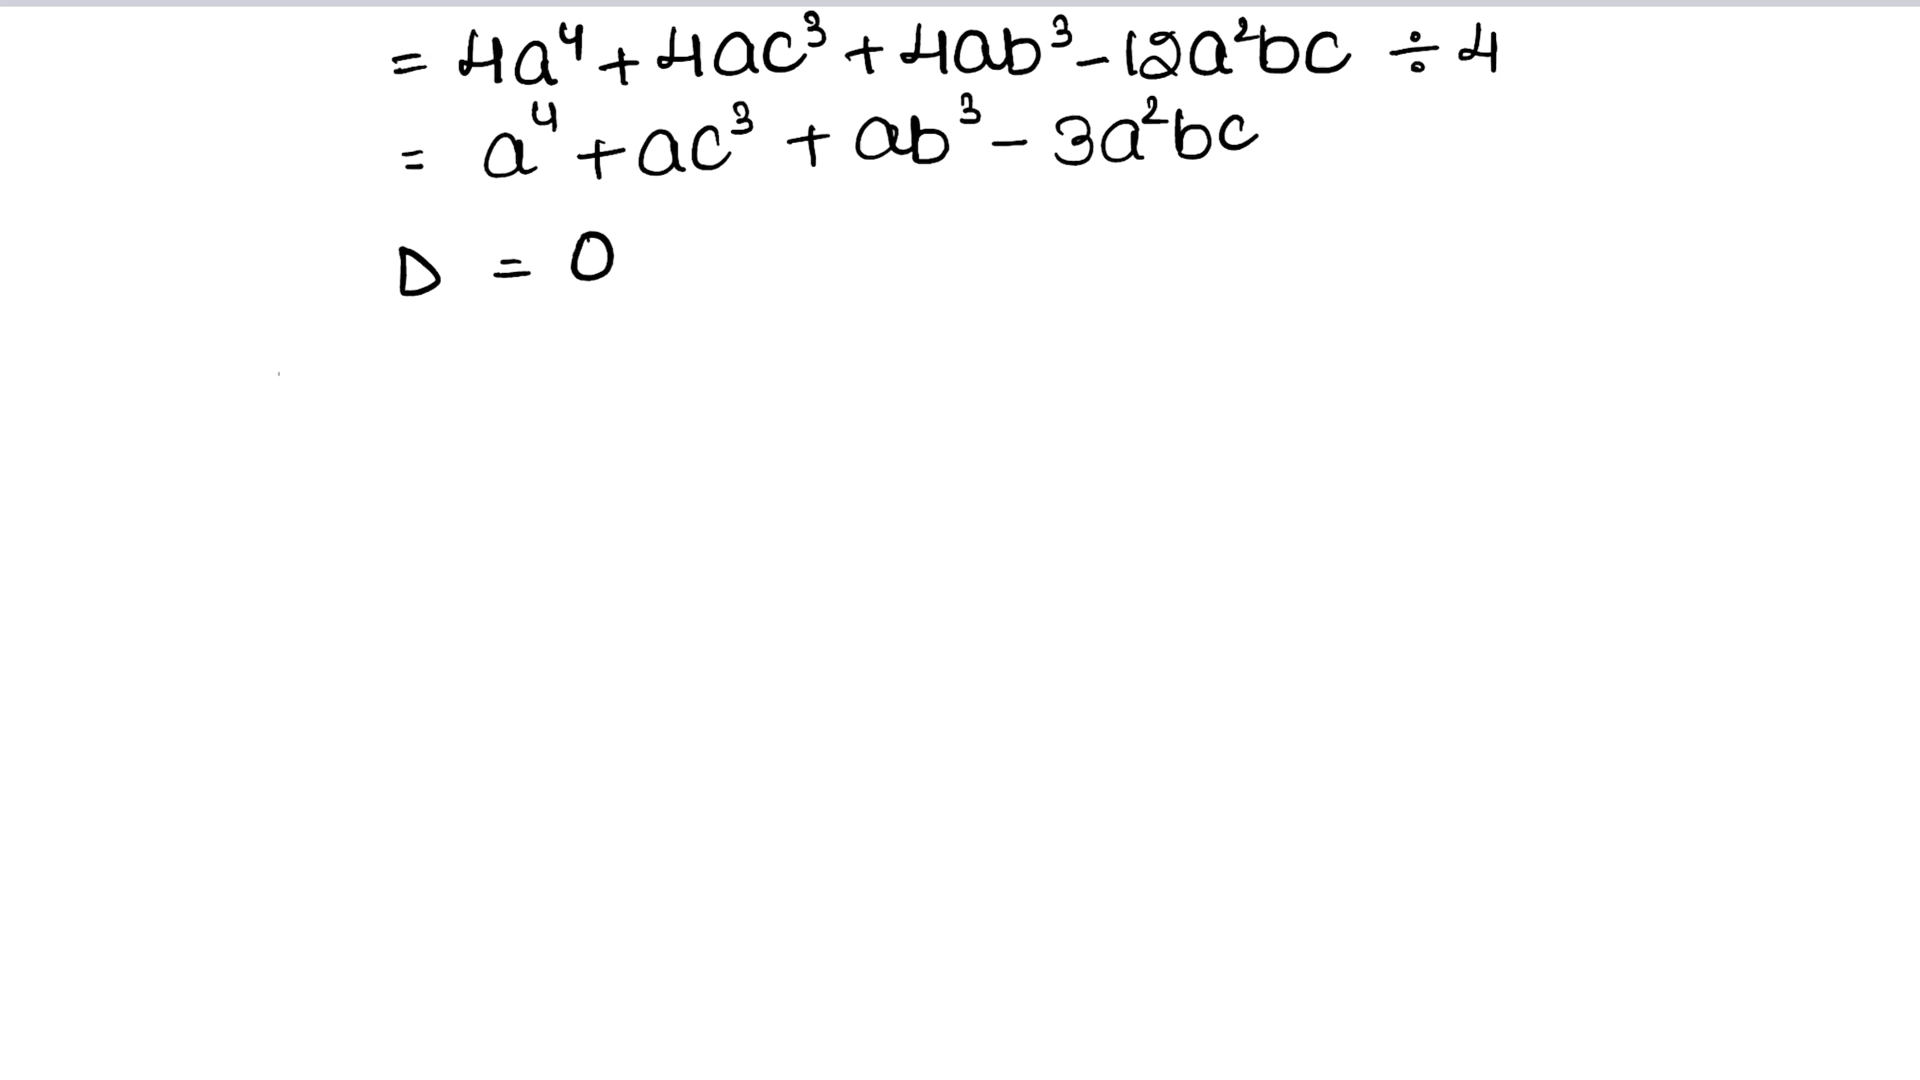 = 4a⁴ + 4ac³ + 4ab³ - 12a²bc ÷ 4
= a⁴ + ac³ + ab³ - 3a²bc
D = 0